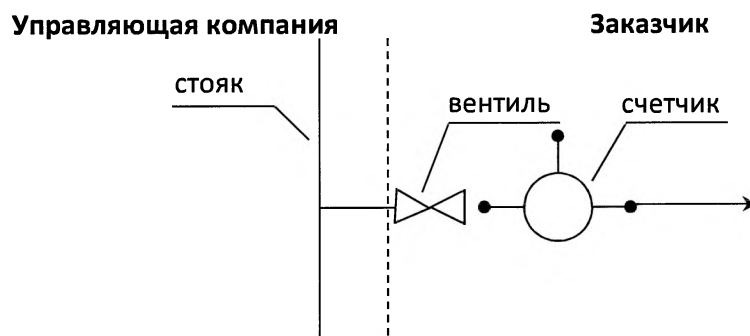 Управляющая компания
Заказчик
стояк
вентиль
счетчик